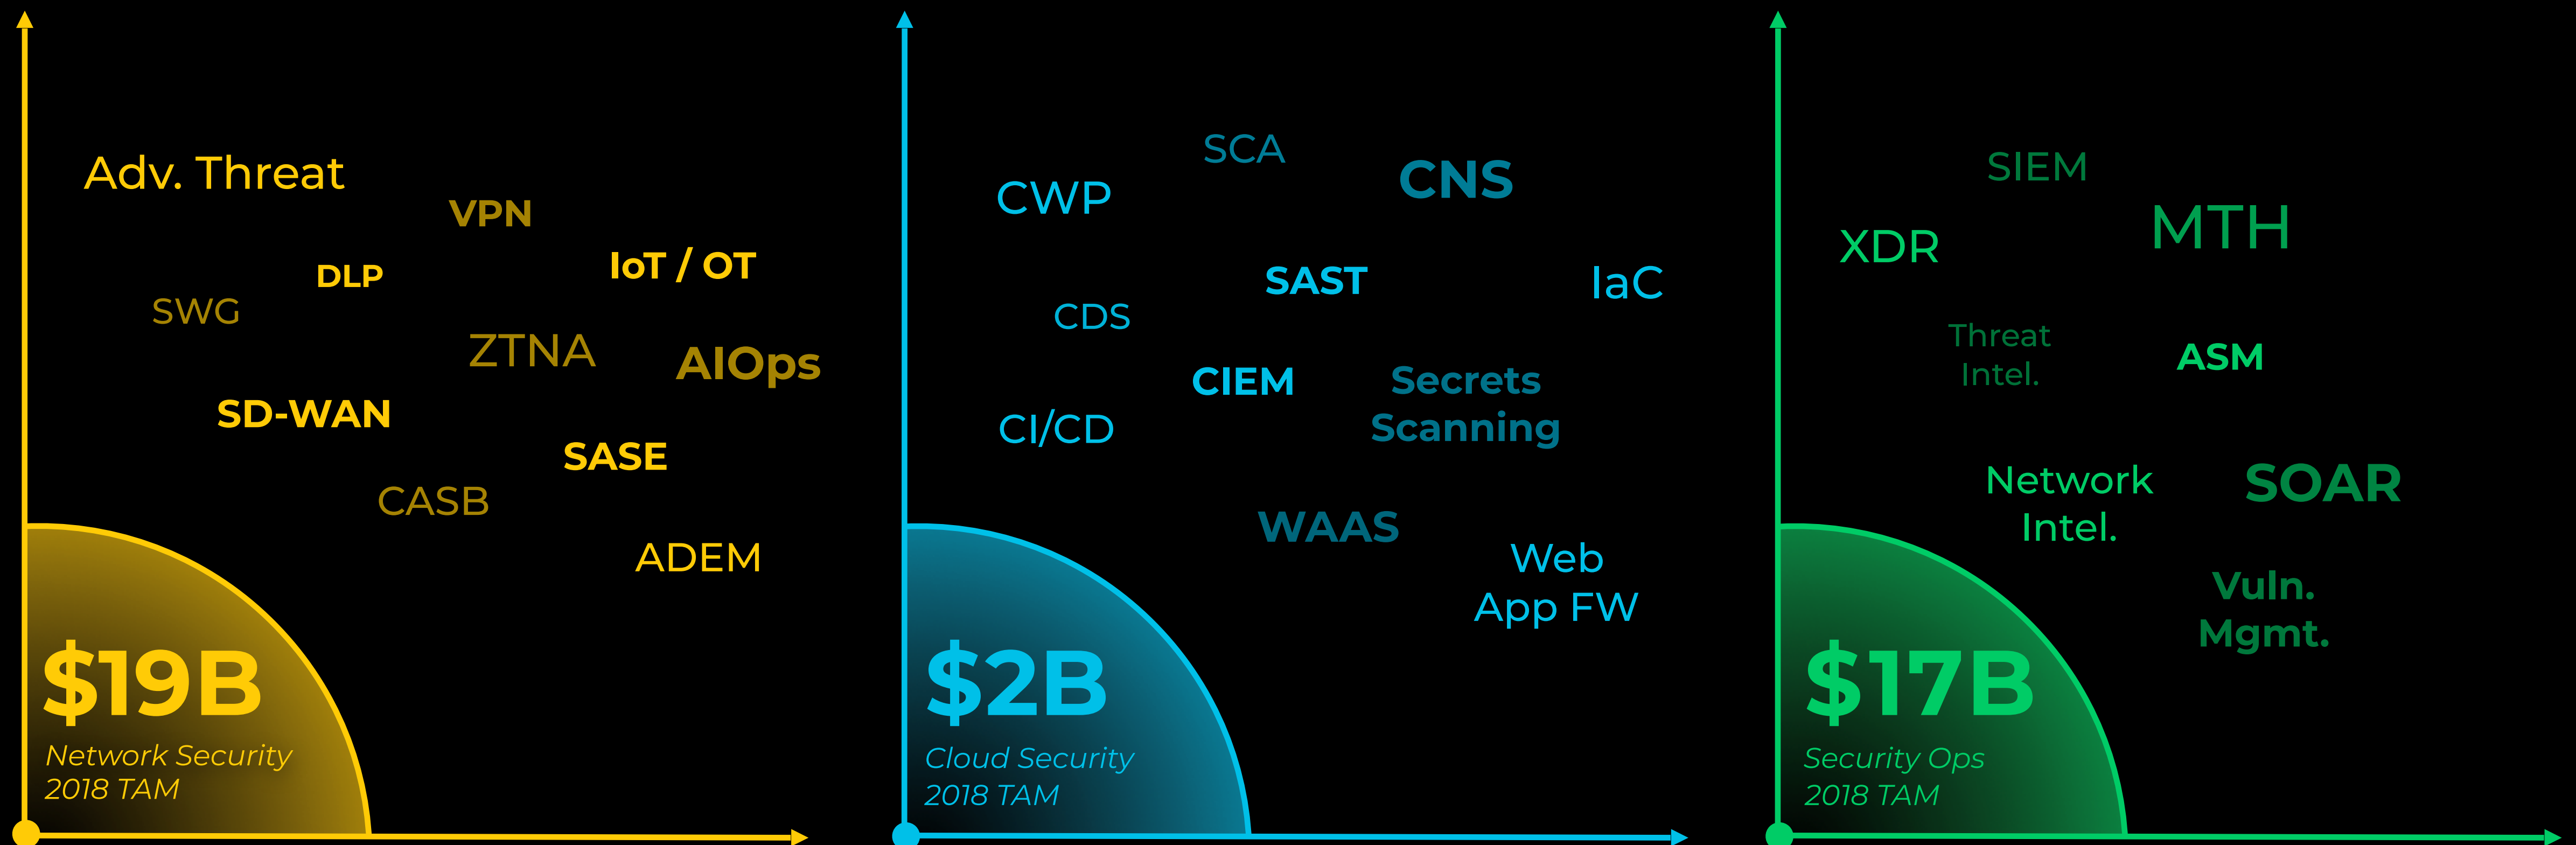 Adv. Threat
VPN
IoT / OT
DLP
SWG
ZTNA
AIOps
SD-WAN
SASE
CASB
ADEM
$19B
Network Security
2018 TAM
SCA
CNS
CWP
SAST
IaC
CDS
CIEM
Secrets
Scanning
CI/CD
WAAS
Web
App FW
$2B
Cloud Security
2018 TAM
SIEM
MTH
XDR
Threat
Intel.
ASM
Network
Intel.
SOAR
Vuln.
Mgmt.
$17B
Security Ops
2018 TAM